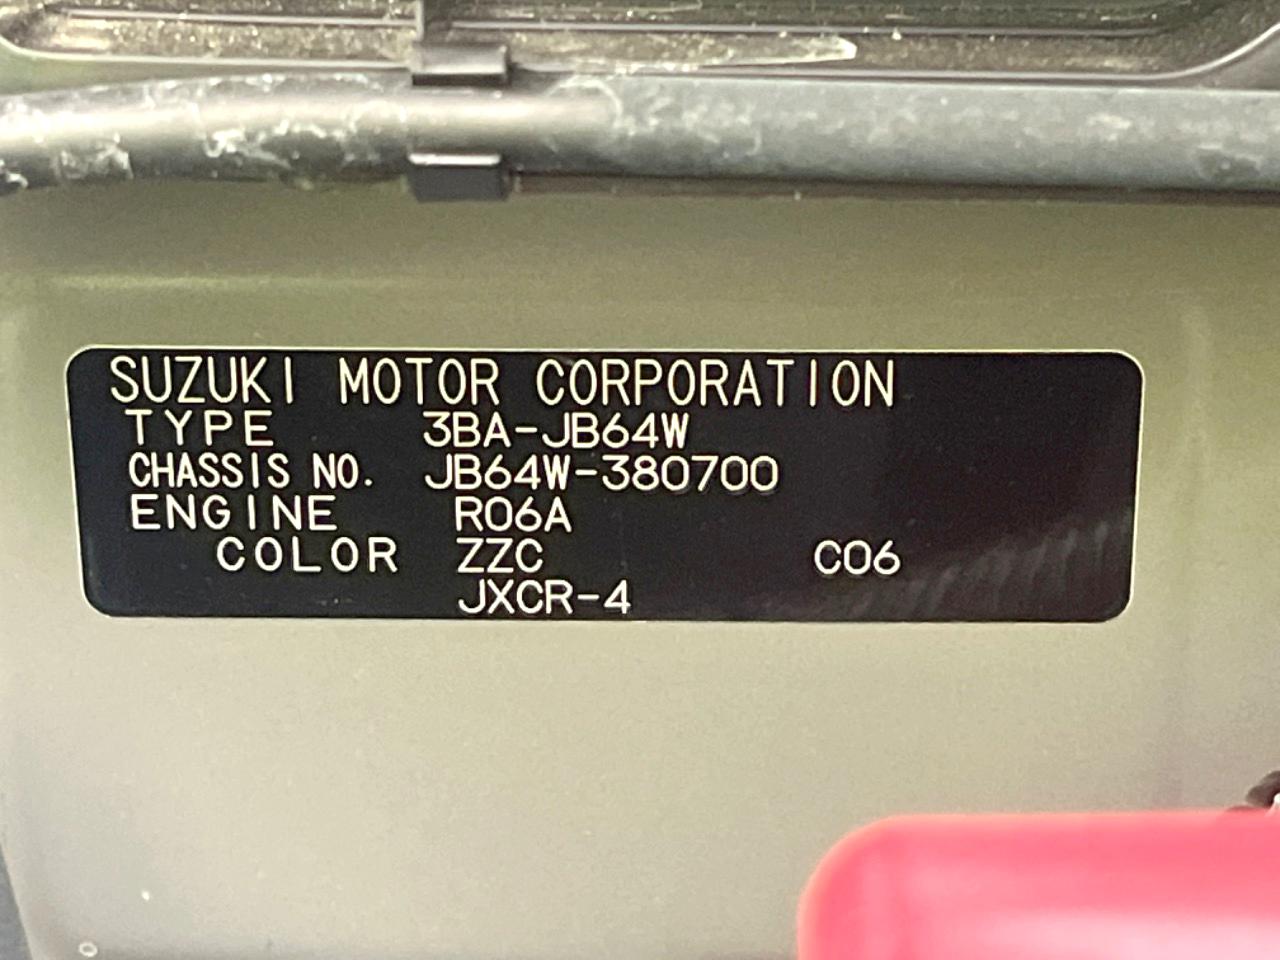 SUZUKI MOTOR CORPORATION
TYPE 3BA-JB64W
CHASSIS NO. JB64W-380700
ENGINE R06A
COLOR ZZC C06
JXCR-4